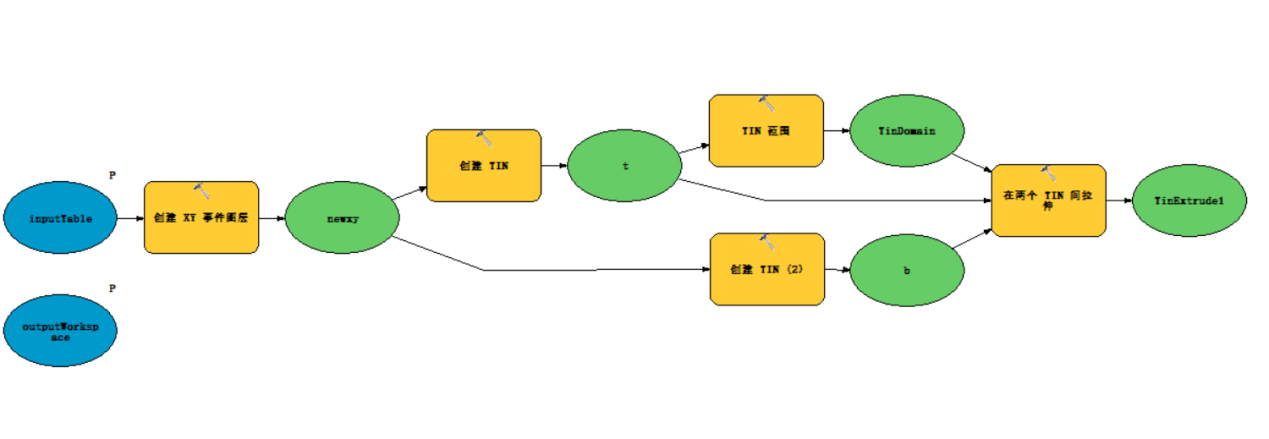 P
inputTable
创建 XY 事件图层
newxy
创建 TIN
t
TIN 范围
TinDomain
创建 TIN (2)
b
在两个 TIN 间拉
伸
TinExtrude1
P
outputWorksp
ace